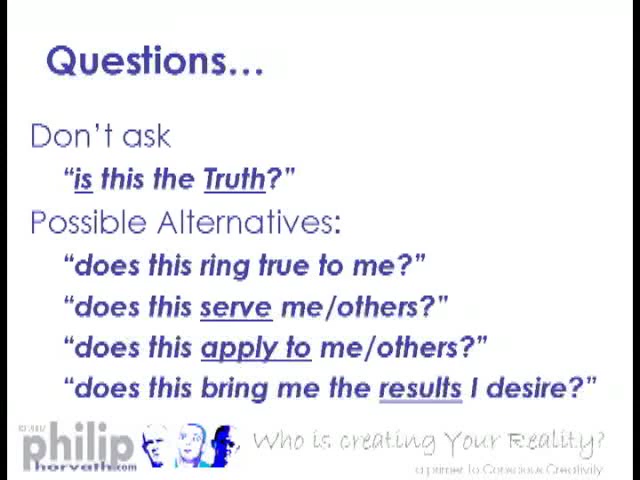 Questions…
Don't ask
"is this the Truth?"
Possible Alternatives:
"does this ring true to me?"
"does this serve me/others?"
"does this apply to me/others?"
"does this bring me the results I desire?"
philip
horvath.com
Who is creating Your Reality?
a primer to Conscious Creativity